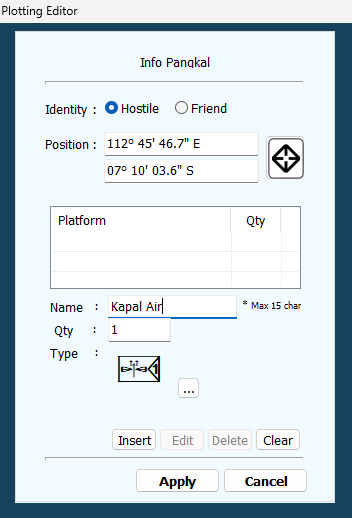 Plotting Editor
Info Pangkal
Identity : Hostile Friend
Position : 112° 45' 46.7" E
07° 10' 03.6" S
Platform Qty
Name : Kapal Air * Max 15 char
Qty : 1
Type :
...
Insert Edit Delete Clear
Apply Cancel